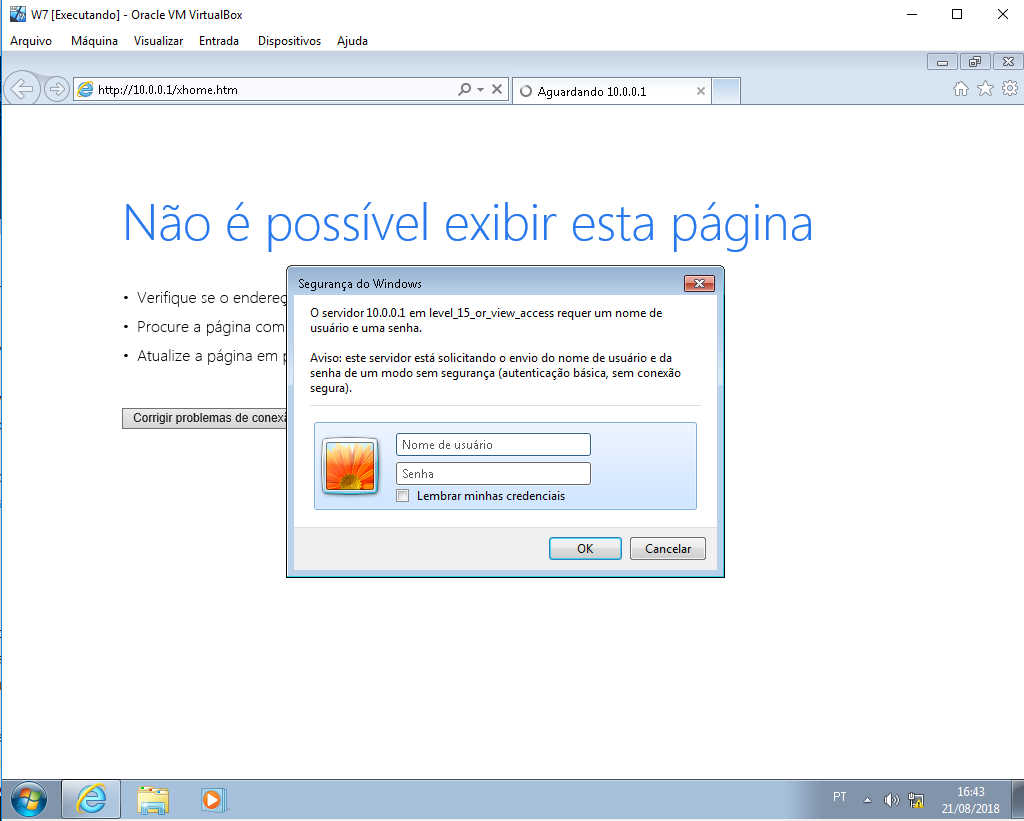 W7 [Executando] - Oracle VM VirtualBox
Arquivo Máquina Visualizar Entrada Dispositivos Ajuda
http://10.0.0.1/xhome.htm
Aguardando 10.0.0.1
Não é possível exibir esta página
• Verifique se o endereç
• Procure a página com
• Atualize a página em p
Corrigir problemas de conexã
Segurança do Windows
O servidor 10.0.0.1 em level_15_or_view_access requer um nome de
usuário e uma senha.
Aviso: este servidor está solicitando o envio do nome de usuário e da
senha de um modo sem segurança (autenticação básica, sem conexão
segura).
Nome de usuário
Senha
Lembrar minhas credenciais
OK Cancelar
PT
16:43
21/08/2018